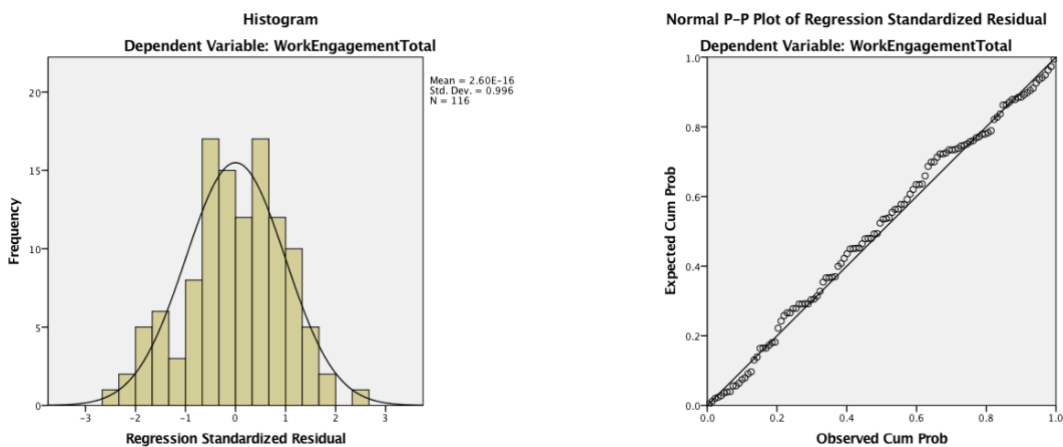 Histogram
Dependent Variable: WorkEngagementTotal
Mean = 2.60E-16
Std. Dev. = 0.996
N = 116
20
15
10
5
0
Frequency
-3
-2
-1
0
1
2
3
Regression Standardized Residual
Normal P-P Plot of Regression Standardized Residual
Dependent Variable: WorkEngagementTotal
1.0
0.8
0.6
0.4
0.2
0.0
Expected Cum Prob
0.0
0.2
0.4
0.6
0.8
1.0
Observed Cum Prob